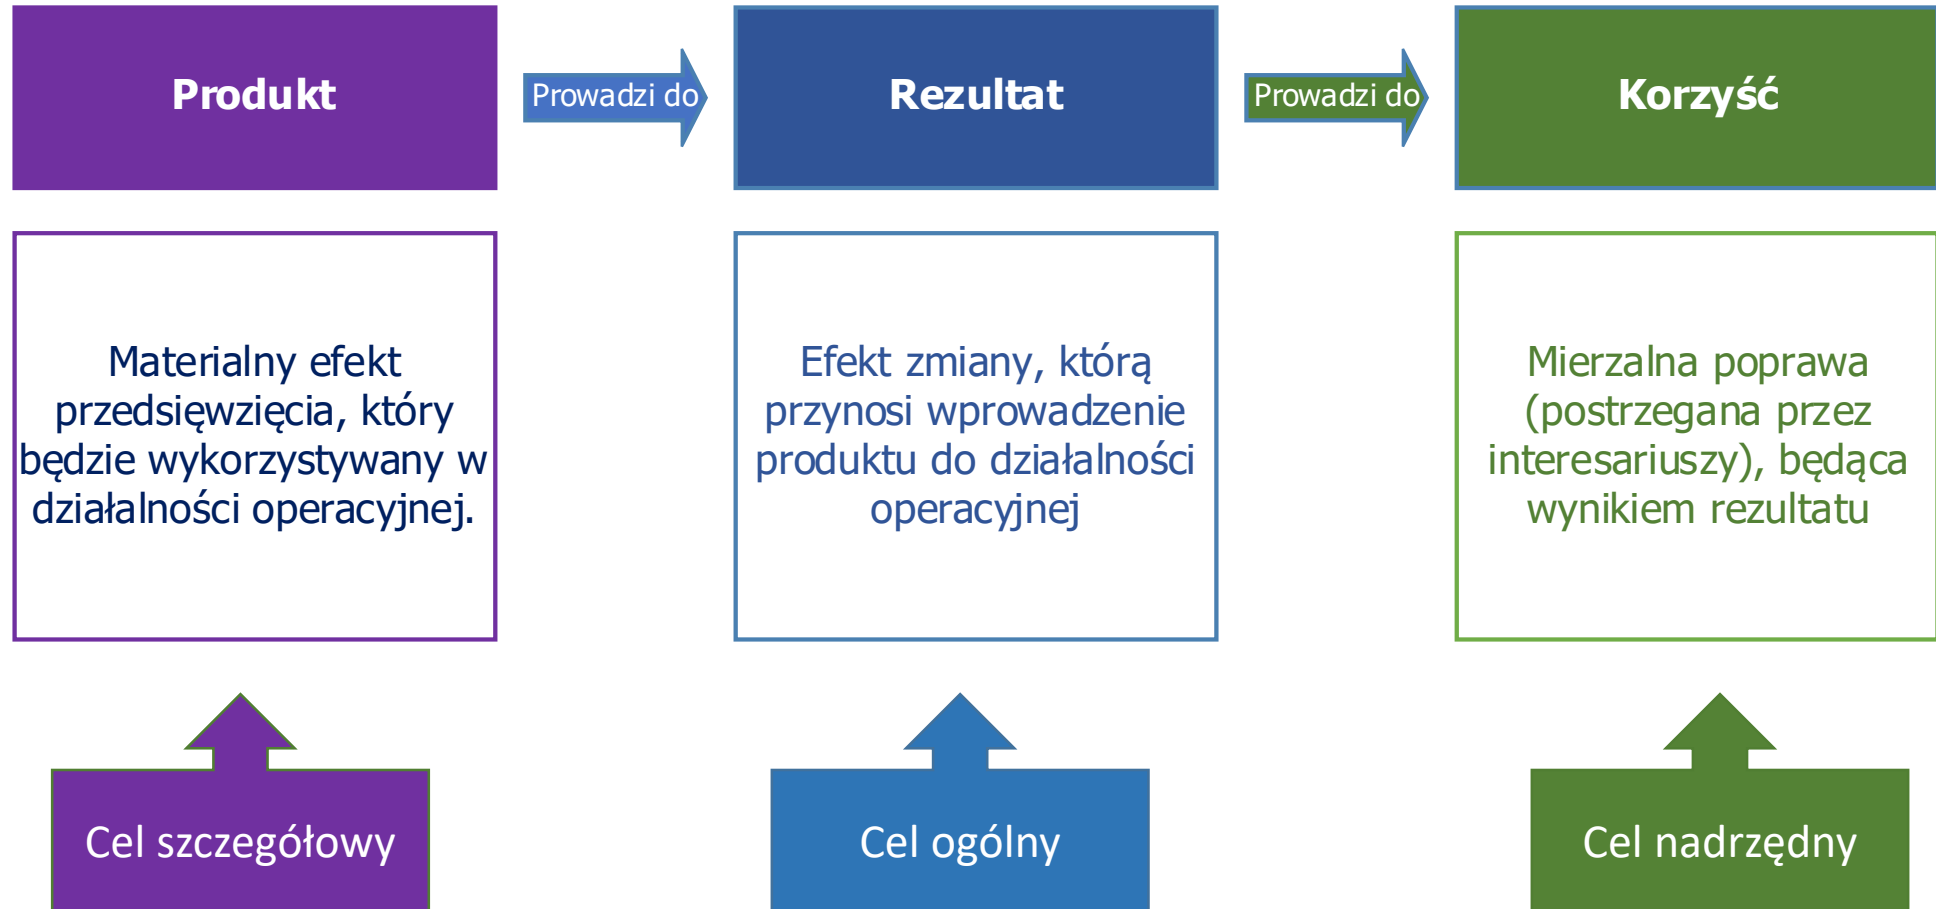 Produkt
Prowadzi do
Rezultat
Prowadzi do
Korzyść
Materialny efekt
przedsięwzięcia, który
będzie wykorzystywany w
działalności operacyjnej.
Efekt zmiany, którą
przynosi wprowadzenie
produktu do działalności
operacyjnej
Mierzalna poprawa
(postrzegana przez
interesariuszy), będąca
wynikiem rezultatu
Cel szczegółowy
Cel ogólny
Cel nadrzędny